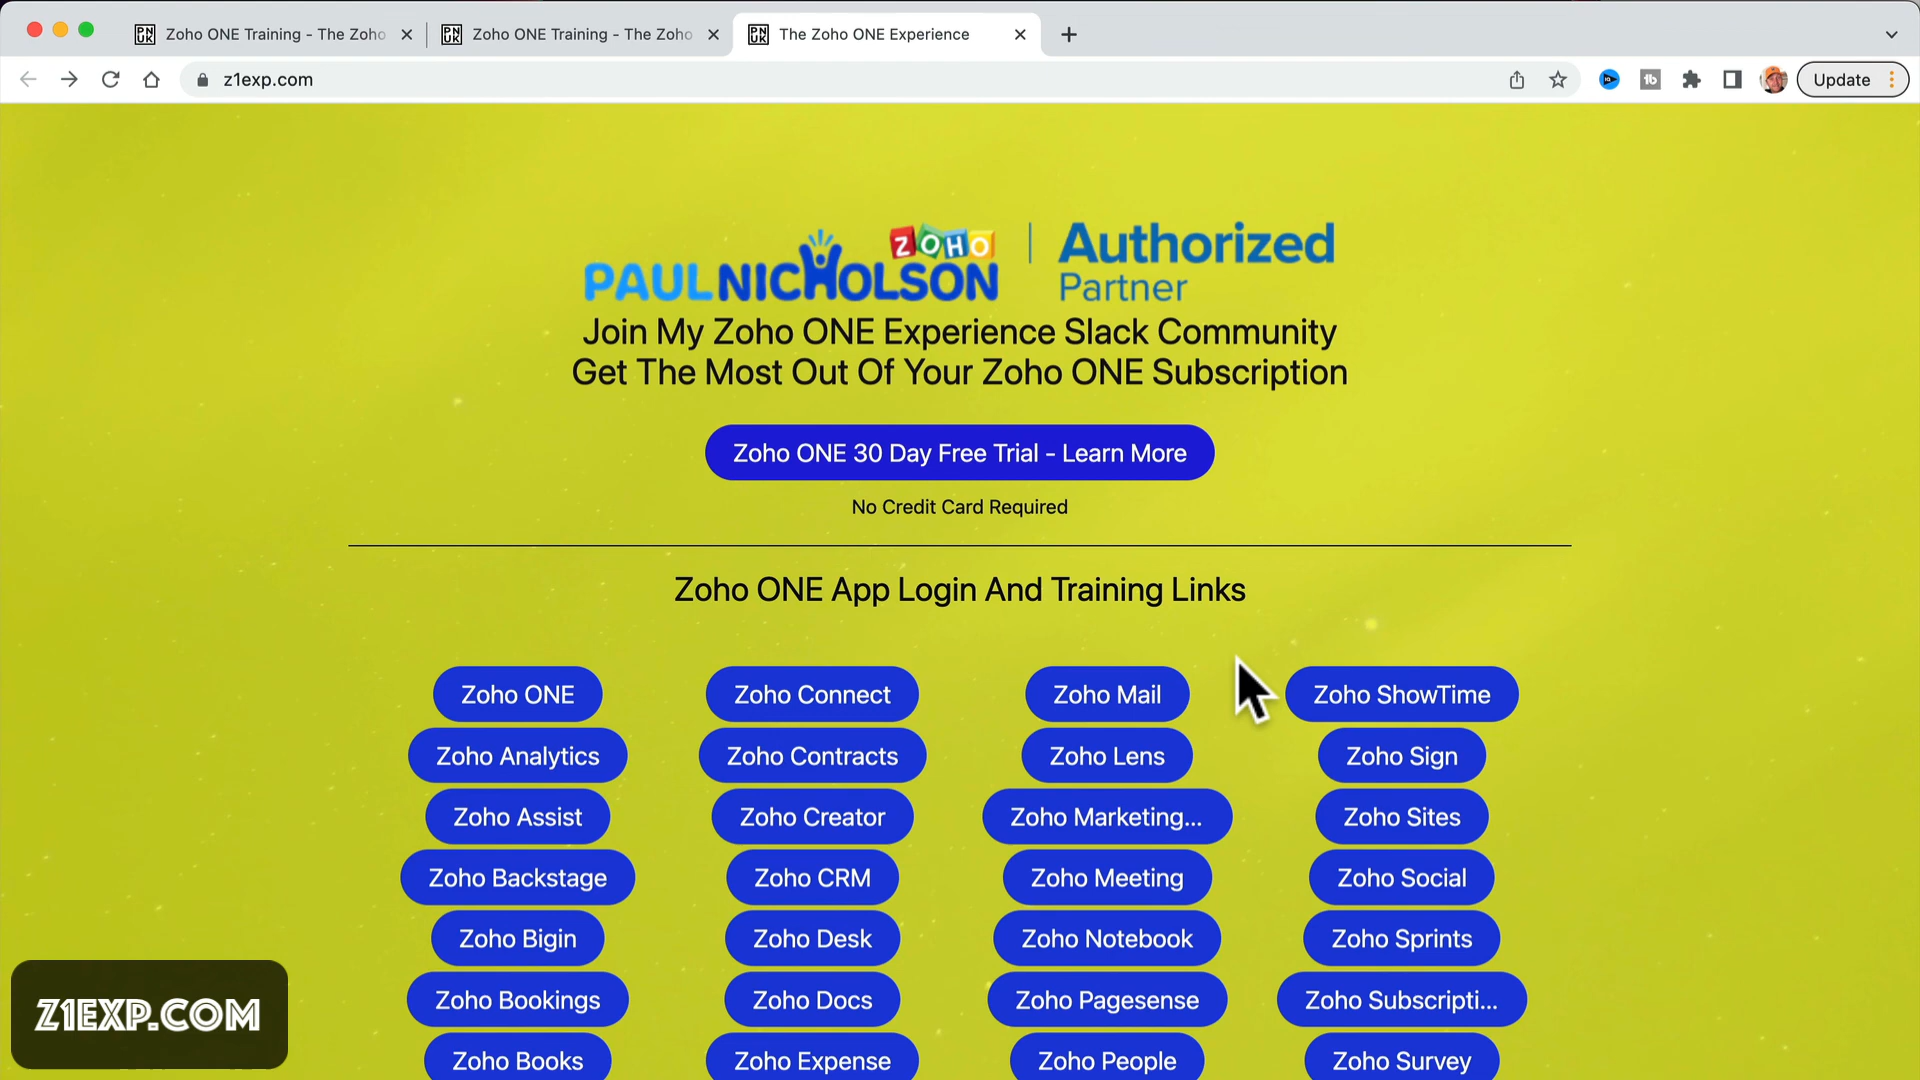 Zoho ONE Training - The Zoho
Zoho ONE Training - The Zoho
The Zoho ONE Experience
z1exp.com
Update
ZOHO
PAULNICHOLSON
Authorized
Partner
Join My Zoho ONE Experience Slack Community
Get The Most Out Of Your Zoho ONE Subscription
Zoho ONE 30 Day Free Trial - Learn More
No Credit Card Required
Zoho ONE App Login And Training Links
Zoho ONE Zoho Connect Zoho Mail Zoho ShowTime
Zoho Analytics Zoho Contracts Zoho Lens Zoho Sign
Zoho Assist Zoho Creator Zoho Marketing... Zoho Sites
Zoho Backstage Zoho CRM Zoho Meeting Zoho Social
Zoho Bigin Zoho Desk Zoho Notebook Zoho Sprints
Zoho Bookings Zoho Docs Zoho Pagesense Zoho Subscripti...
Zoho Books Zoho Expense Zoho People Zoho Survey
Z1EXP.COM